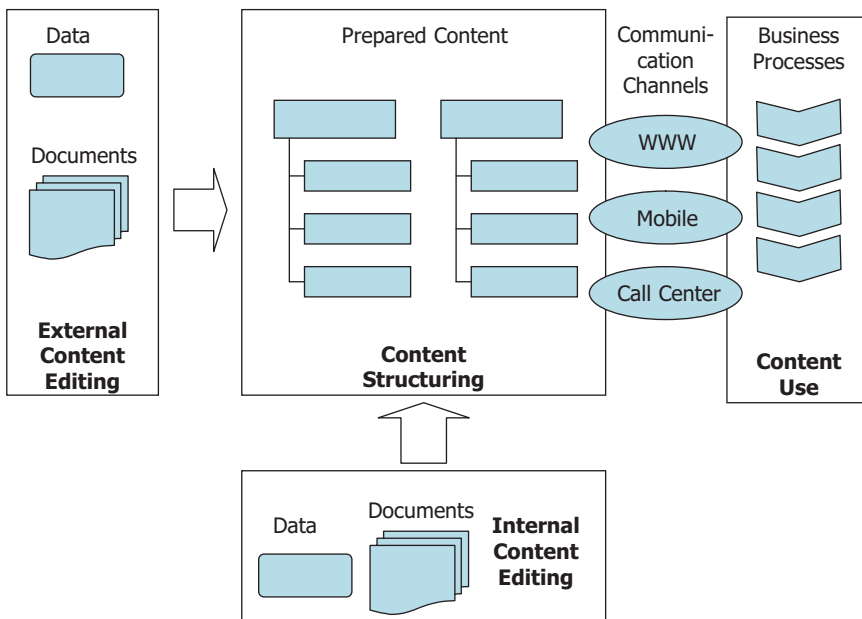 Data
Documents
External
Content
Editing
Prepared Content
Content
Structuring
Communi-
cation
Channels
WWW
Mobile
Call Center
Business
Processes
Content
Use
Data
Documents
Internal
Content
Editing